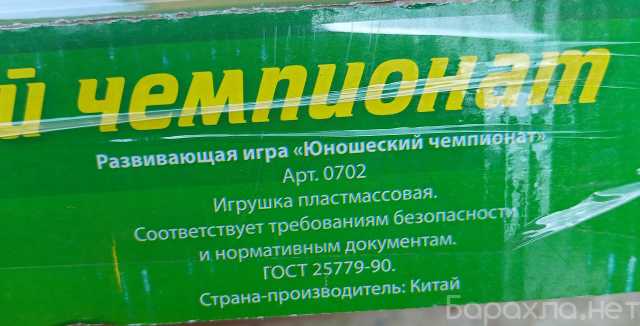 й чемпионат
Развивающая игра «Юношеский чемпионат»
Арт. 0702
Игрушка пластмассовая.
Соответствует требованиям безопасности
и нормативным документам.
ГОСТ 25779-90.
Страна-производитель: Китай
Барахла.нет